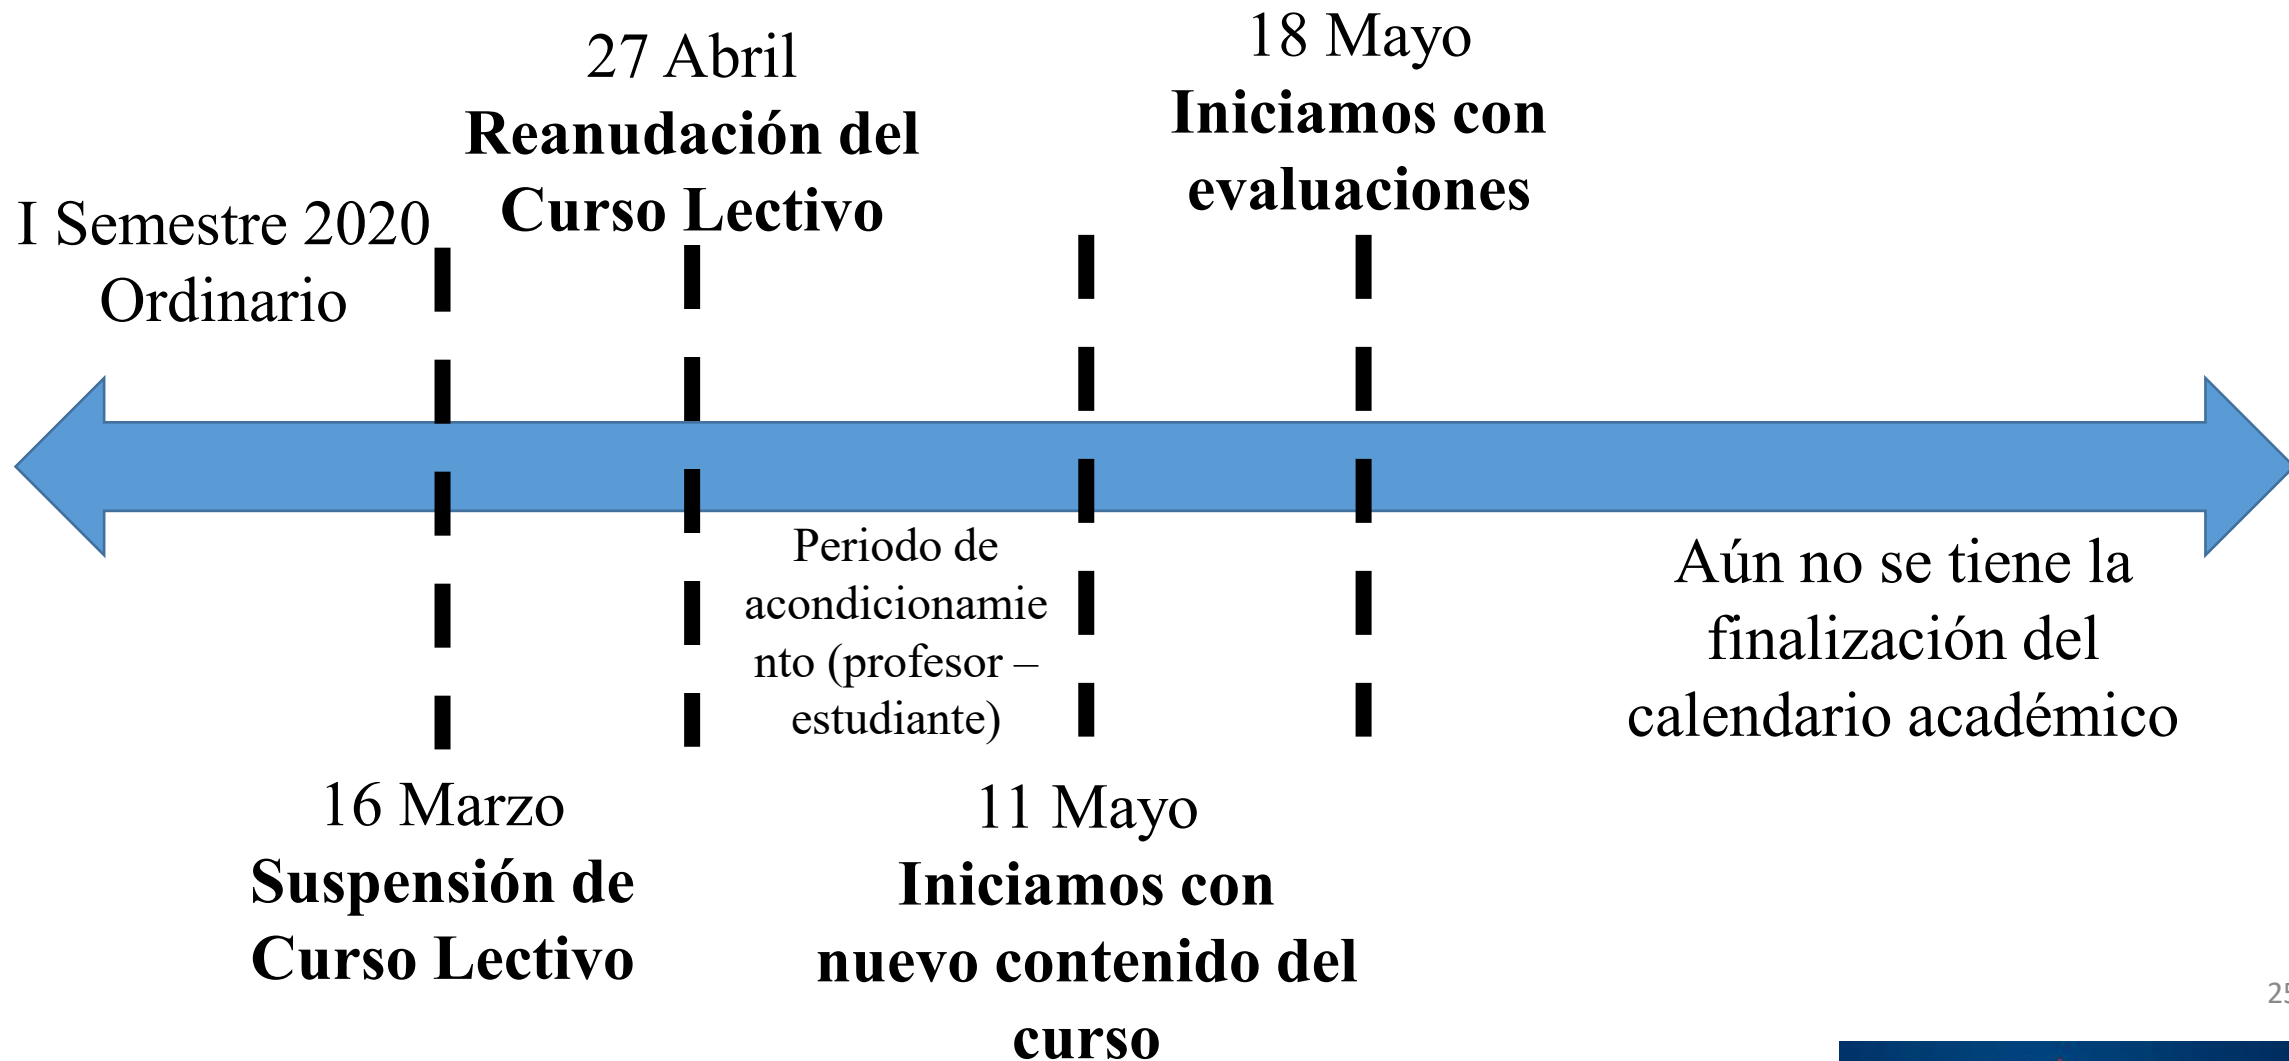 I Semestre 2020
Ordinario
27 Abril
Reanudación del
Curso Lectivo
18 Mayo
Iniciamos con
evaluaciones
Periodo de
acondicionamie
nto (profesor –
estudiante)
Aún no se tiene la
finalización del
calendario académico
16 Marzo
Suspensión de
Curso Lectivo
11 Mayo
Iniciamos con
nuevo contenido del
curso
25